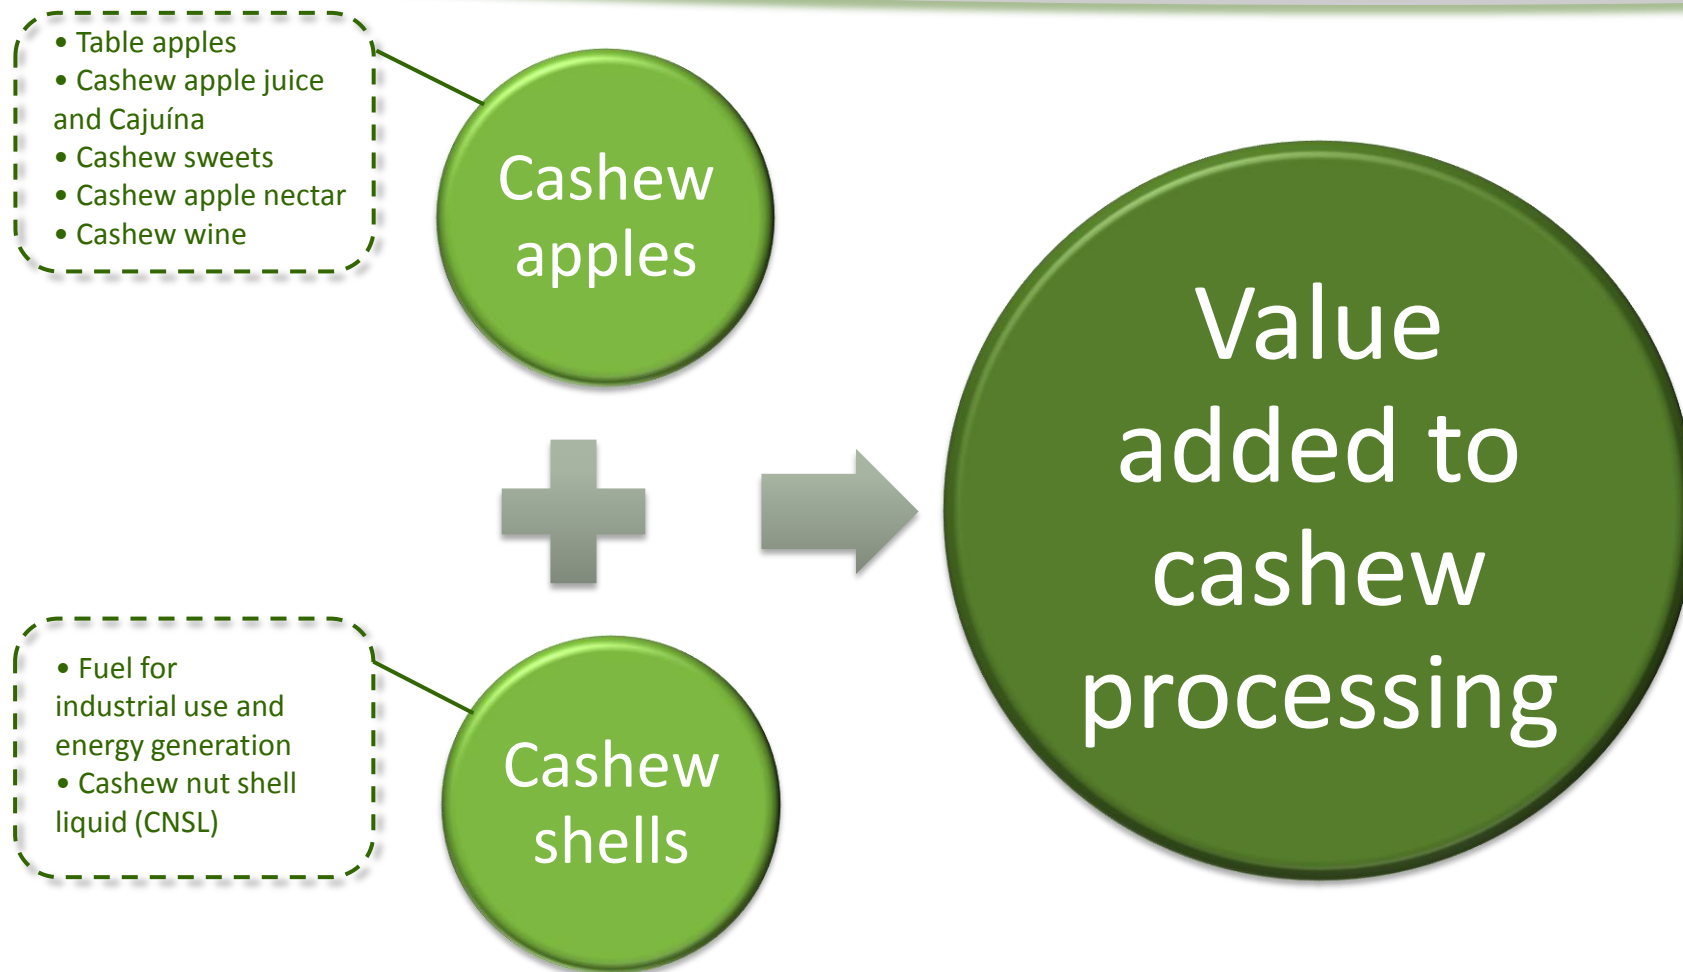 • Table apples
• Cashew apple juice
and Cajuína
• Cashew sweets
• Cashew apple nectar
• Cashew wine
Cashew
apples
• Fuel for
industrial use and
energy generation
• Cashew nut shell
liquid (CNSL)
Cashew
shells
Value
added to
cashew
processing